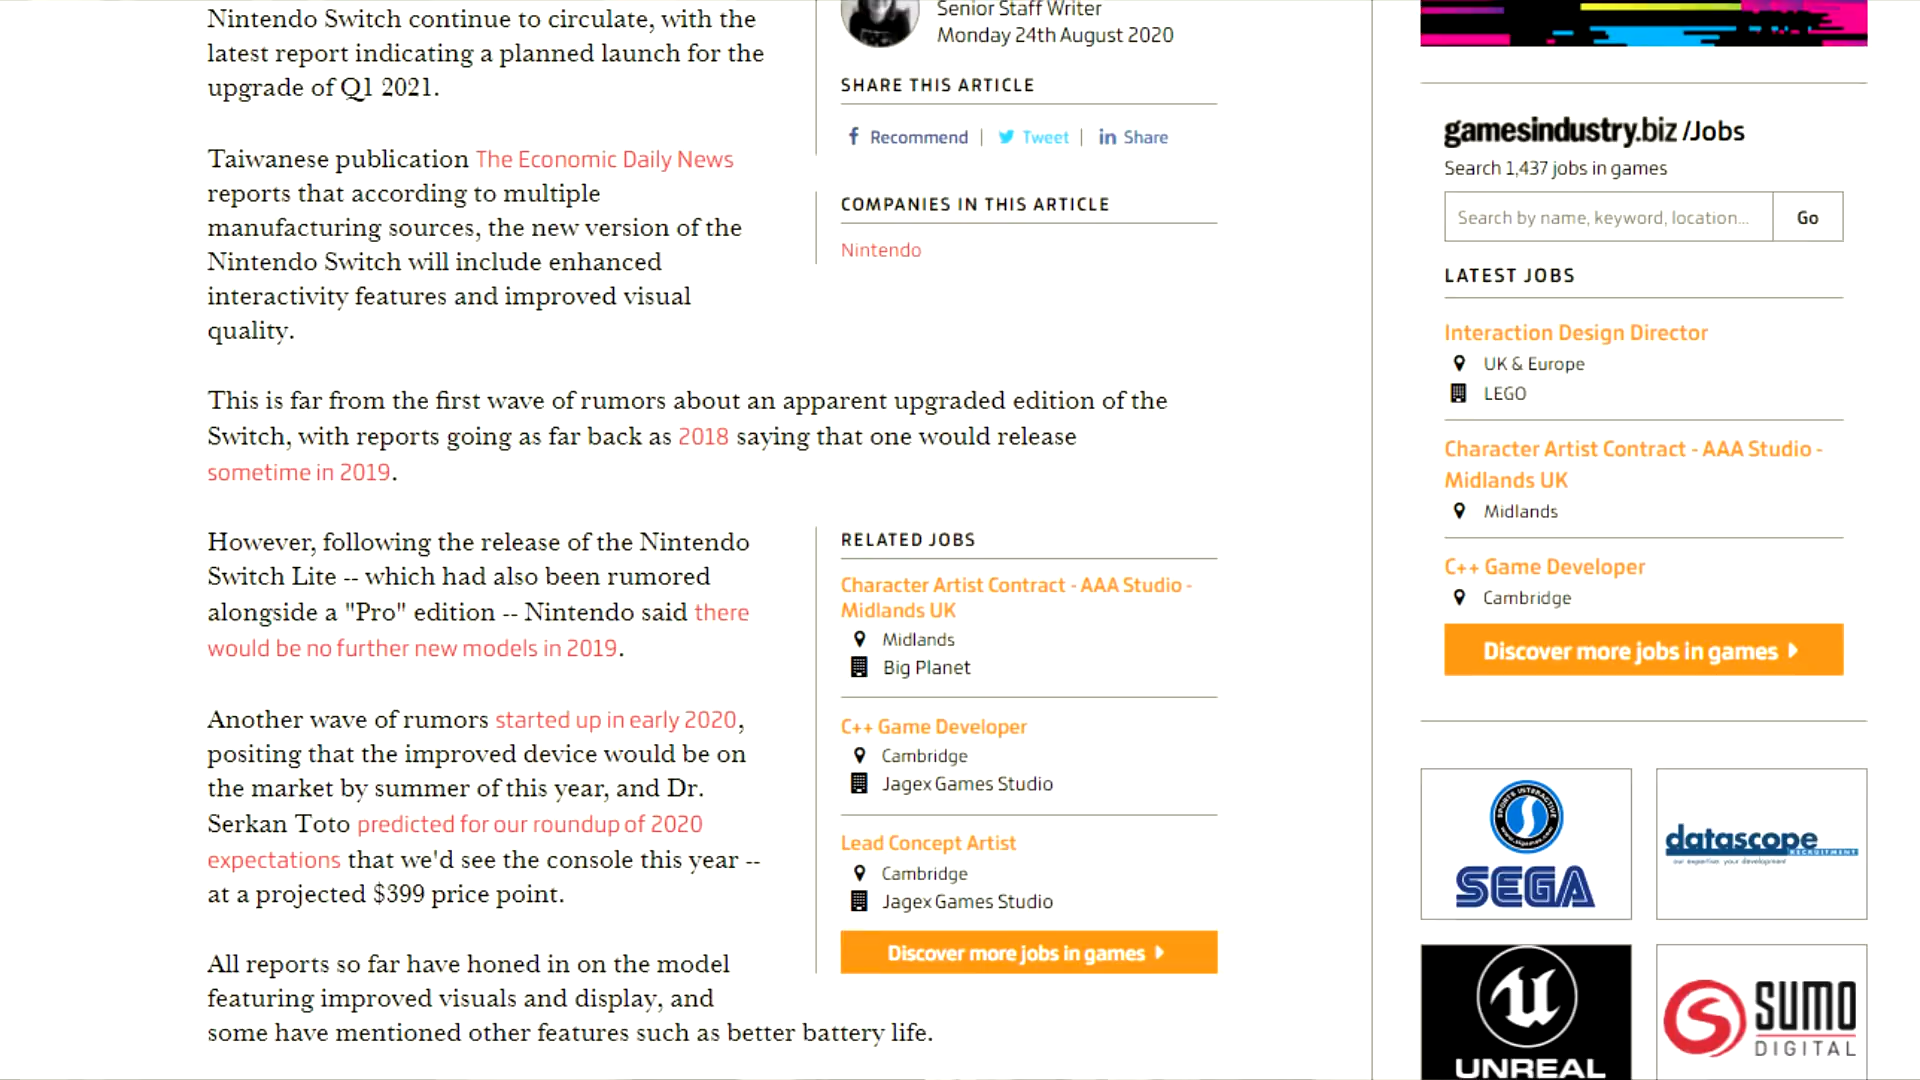 Nintendo Switch continue to circulate, with the
latest report indicating a planned launch for the
upgrade of Q1 2021.
Taiwanese publication The Economic Daily News
reports that according to multiple
manufacturing sources, the new version of the
Nintendo Switch will include enhanced
interactivity features and improved visual
quality.
This is far from the first wave of rumors about an apparent upgraded edition of the
Switch, with reports going as far back as 2018 saying that one would release
sometime in 2019.
However, following the release of the Nintendo
Switch Lite -- which had also been rumored
alongside a "Pro" edition -- Nintendo said there
would be no further new models in 2019.
Another wave of rumors started up in early 2020,
positing that the improved device would be on
the market by summer of this year, and Dr.
Serkan Toto predicted for our roundup of 2020
expectations that we'd see the console this year --
at a projected $399 price point.
All reports so far have honed in on the model
featuring improved visuals and display, and
some have mentioned other features such as better battery life.
Senior Staff Writer
Monday 24th August 2020
SHARE THIS ARTICLE
Recommend | Tweet | in Share
COMPANIES IN THIS ARTICLE
Nintendo
RELATED JOBS
Character Artist Contract - AAA Studio -
Midlands UK
Midlands
Big Planet
C++ Game Developer
Cambridge
Jagex Games Studio
Lead Concept Artist
Cambridge
Jagex Games Studio
Discover more jobs in games
gamesindustry.biz /Jobs
Search 1,437 jobs in games
Search by name, keyword, location...
Go
LATEST JOBS
Interaction Design Director
UK & Europe
LEGO
Character Artist Contract - AAA Studio -
Midlands UK
Midlands
C++ Game Developer
Cambridge
Discover more jobs in games
SPORTS INTERACTIVE
SEGA
datascope
RECRUITMENT
our expertise your development
UNREAL
SUMO
DIGITAL